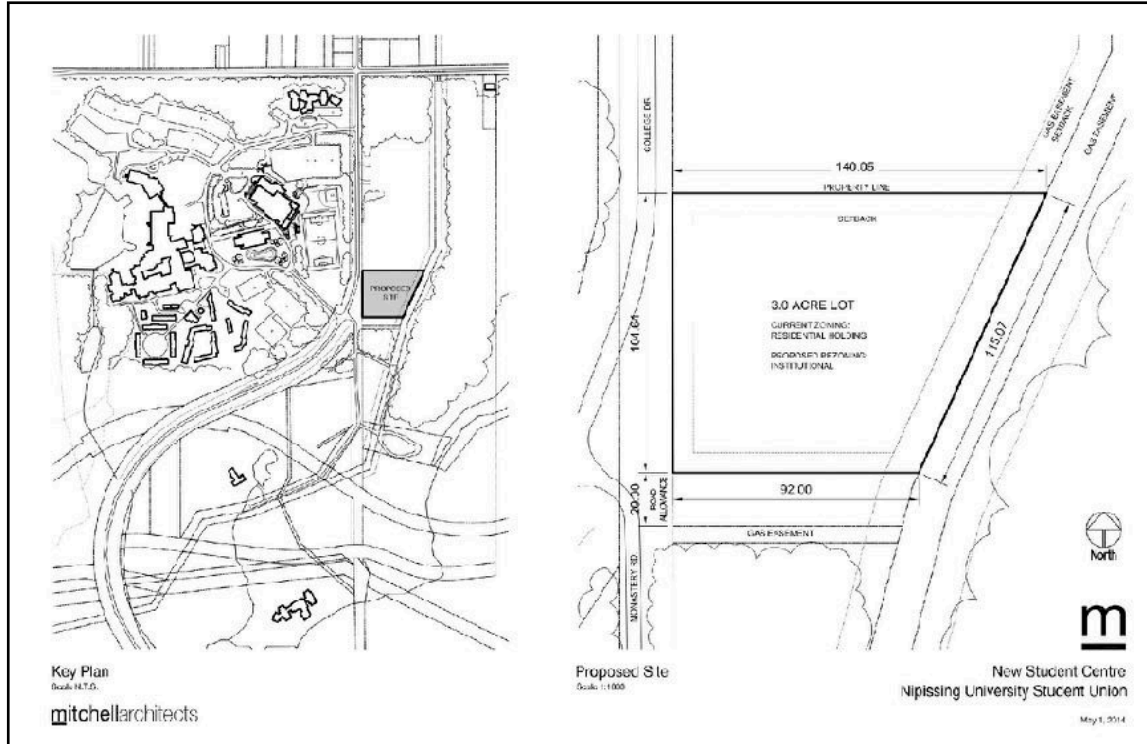 PROPOSED
SITE
Key Plan
Scale N.T.S.
mitchellarchitects
COLLEGE DR
GAS EASEMENT
SETBACK
GAS EASEMENT
140.05
PROPERTY LINE
SETBACK
3.0 ACRE LOT
CURRENT ZONING:
RESIDENTIAL HOLDING
PROPOSED REZONING:
INSTITUTIONAL
104.64
115.07
92.00
ROAD
ALLOWANCE
GAS EASEMENT
MONASTERY RD
North
m
Proposed Site
Scale 1:1000
New Student Centre
Nipissing University Student Union
May 1, 2014